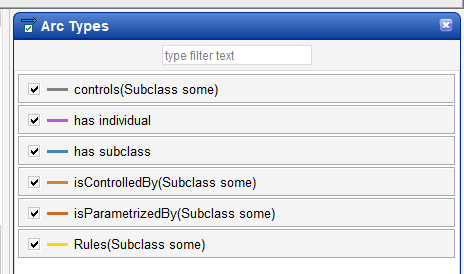 Arc Types
type filter text
controls(Subclass some)
has individual
has subclass
isControlledBy(Subclass some)
isParametrizedBy(Subclass some)
Rules(Subclass some)